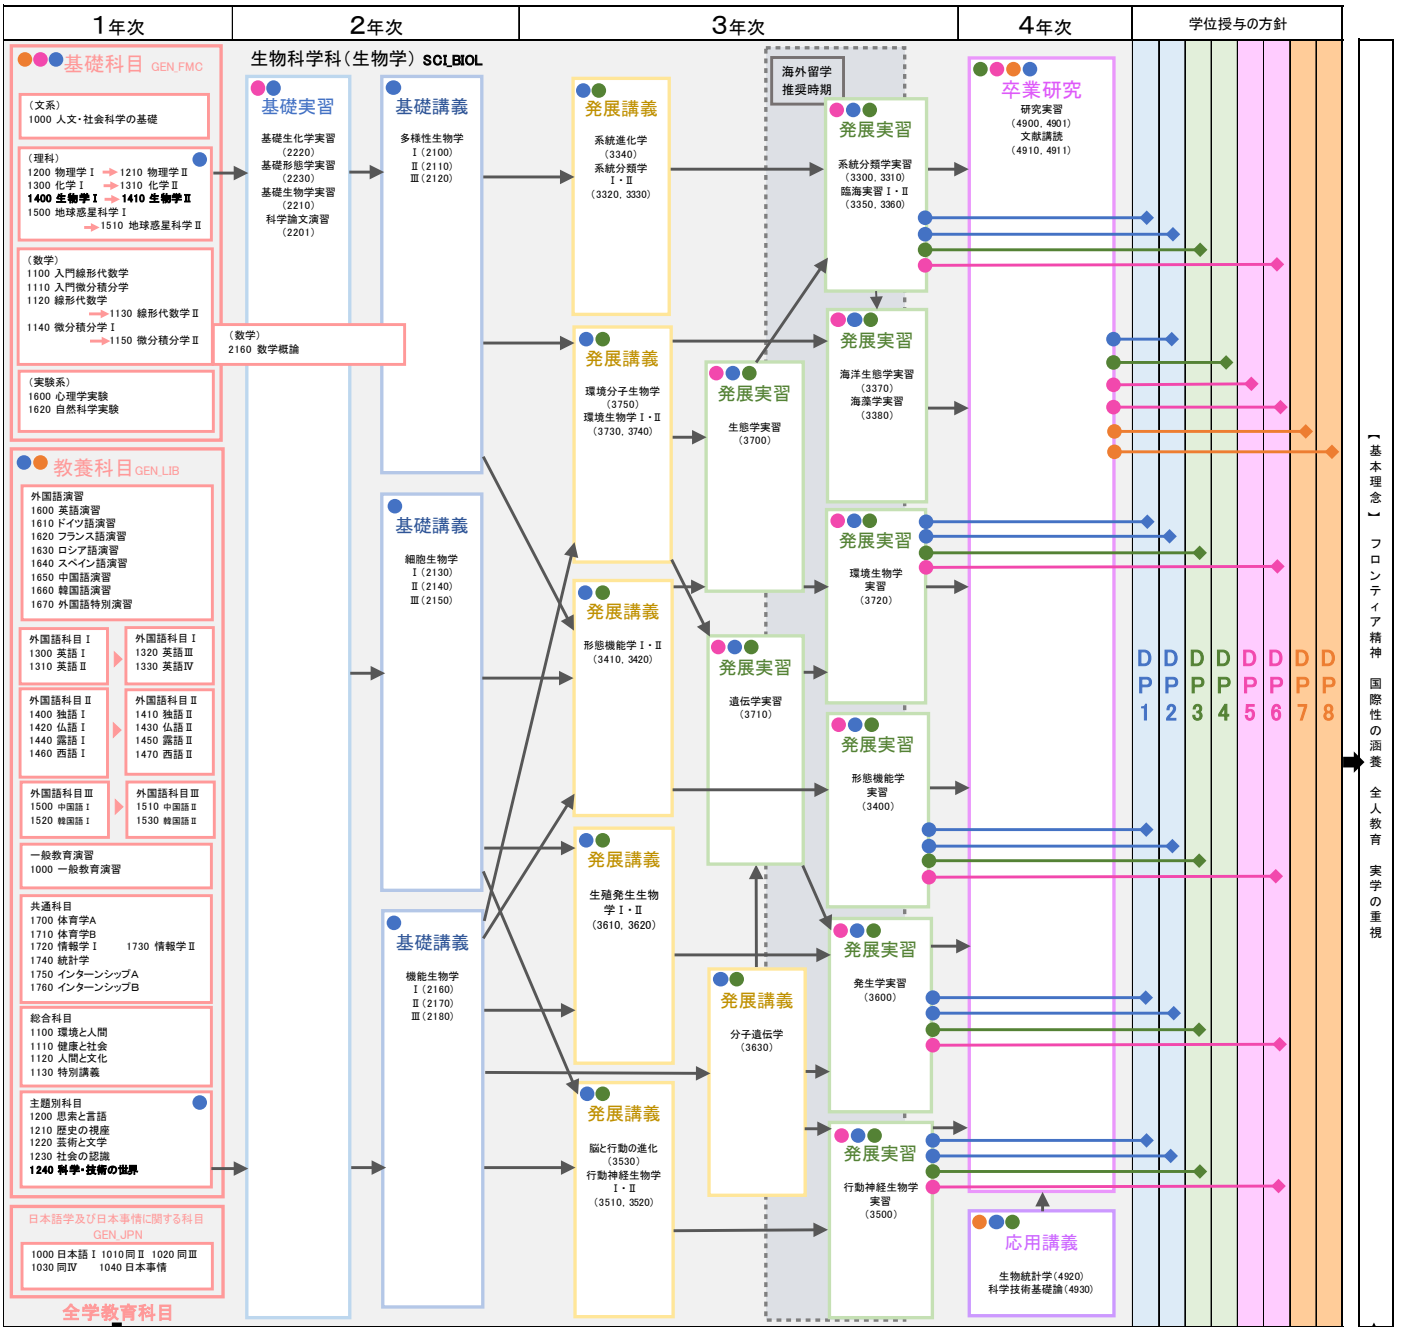 1年次
2年次
3年次
4年次
学位授与の方針
基礎科目 GEN_FMC
（文系）
1000 人文・社会科学の基礎
（理科）
1200 物理学Ⅰ 1210 物理学Ⅱ
1300 化学Ⅰ 1310 化学Ⅱ
1400 生物学Ⅰ 1410 生物学Ⅱ
1500 地球惑星科学Ⅰ
1510 地球惑星科学Ⅱ
（数学）
1100 入門線形代数学
1110 入門微分積分学
1120 線形代数学
1130 線形代数学Ⅱ
1140 微分積分学Ⅰ
1150 微分積分学Ⅱ
（数学）
2160 数学概論
（実験系）
1600 心理学実験
1620 自然科学実験
教養科目 GEN_LIB
外国語演習
1600 英語演習
1610 ドイツ語演習
1620 フランス語演習
1630 ロシア語演習
1640 スペイン語演習
1650 中国語演習
1660 韓国語演習
1670 外国語特別演習
外国語科目Ⅰ
1300 英語Ⅰ
1310 英語Ⅱ
外国語科目Ⅰ
1320 英語Ⅲ
1330 英語Ⅳ
外国語科目Ⅱ
1400 独語Ⅰ
1420 仏語Ⅰ
1440 露語Ⅰ
1460 西語Ⅰ
外国語科目Ⅱ
1410 独語Ⅱ
1430 仏語Ⅱ
1450 露語Ⅱ
1470 西語Ⅱ
外国語科目Ⅲ
1500 中国語Ⅰ
1520 韓国語Ⅰ
外国語科目Ⅲ
1510 中国語Ⅱ
1530 韓国語Ⅱ
一般教育演習
1000 一般教育演習
共通科目
1700 体育学A
1710 体育学B
1720 情報学Ⅰ 1730 情報学Ⅱ
1740 統計学
1750 インターンシップA
1760 インターンシップB
総合科目
1100 環境と人間
1110 健康と社会
1120 人間と文化
1130 特別講義
主題別科目
1200 思索と言語
1210 歴史の視座
1220 芸術と文学
1230 社会の認識
1240 科学・技術の世界
日本語学及び日本事情に関する科目
GEN_JPN
1000 日本語Ⅰ 1010 同Ⅱ 1020 同Ⅲ
1030 同Ⅳ 1040 日本事情
全学教育科目
生物科学科（生物学） SCI_BIOL
基礎実習
基礎生化学実習
（2220）
基礎形態学実習
（2230）
基礎生物学実習
（2210）
科学論文演習
（2201）
基礎講義
多様性生物学
Ⅰ（2100）
Ⅱ（2110）
Ⅲ（2120）
基礎講義
細胞生物学
Ⅰ（2130）
Ⅱ（2140）
Ⅲ（2150）
基礎講義
機能生物学
Ⅰ（2160）
Ⅱ（2170）
Ⅲ（2180）
発展講義
系統進化学
（3340）
系統分類学
Ⅰ・Ⅱ
（3320, 3330）
発展講義
環境分子生物学
（3750）
環境生物学Ⅰ・Ⅱ
（3730, 3740）
発展講義
形態機能学Ⅰ・Ⅱ
（3410, 3420）
発展講義
生殖発生生物
学Ⅰ・Ⅱ
（3610, 3620）
発展講義
脳と行動の進化
（3530）
行動神経生物学
Ⅰ・Ⅱ
（3510, 3520）
発展実習
生態学実習
（3700）
発展実習
遺伝学実習
（3710）
発展講義
分子遺伝学
（3630）
海外留学
推奨時期
発展実習
系統分類学実習
（3300, 3310）
臨海実習Ⅰ・Ⅱ
（3350, 3360）
発展実習
海洋生態学実習
（3370）
海藻学実習
（3380）
発展実習
環境生物学
実習
（3720）
発展実習
形態機能学
実習
（3400）
発展実習
発生学実習
（3600）
発展実習
行動神経生物学
実習
（3500）
卒業研究
研究実習
（4900, 4901）
文献講読
（4910, 4911）
応用講義
生物統計学（4920）
科学技術基礎論（4930）
DP1
DP2
DP3
DP4
DP5
DP6
DP7
DP8
【基本理念】 フロンティア精神 国際性の涵養 全人教育 実学の重視